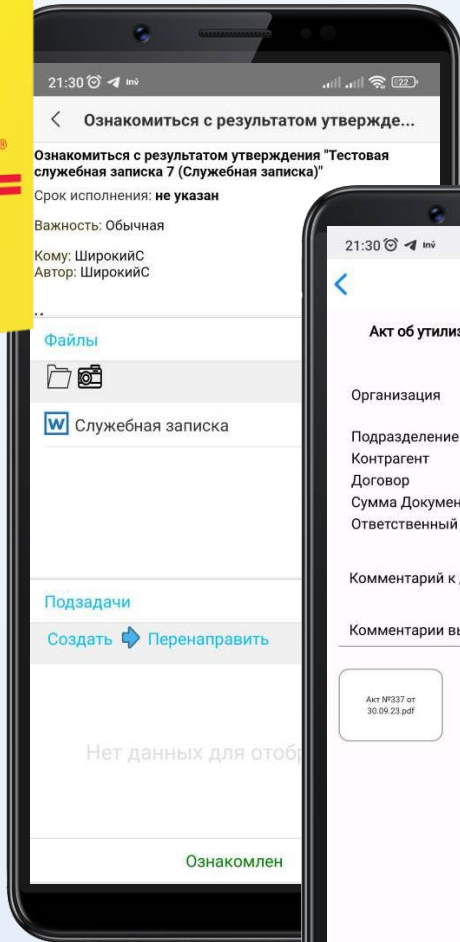 21:30
22
Ознакомиться с результатом утвержде...
Ознакомиться с результатом утверждения "Тестовая
служебная записка 7 (Служебная записка)"
Срок исполнения: не указан
Важность: Обычная
Кому: ШирокийС
Автор: ШирокийС
Файлы
W Служебная записка
Подзадачи
Создать Перенаправить
Нет данных для отоб
Ознакомлен
21:30
Акт об утилиз
Организация
Подразделение
Контрагент
Договор
Сумма Докумен
Ответственный
Комментарий к
Комментарии вы
Акт №337 от
30.09.23.pdf